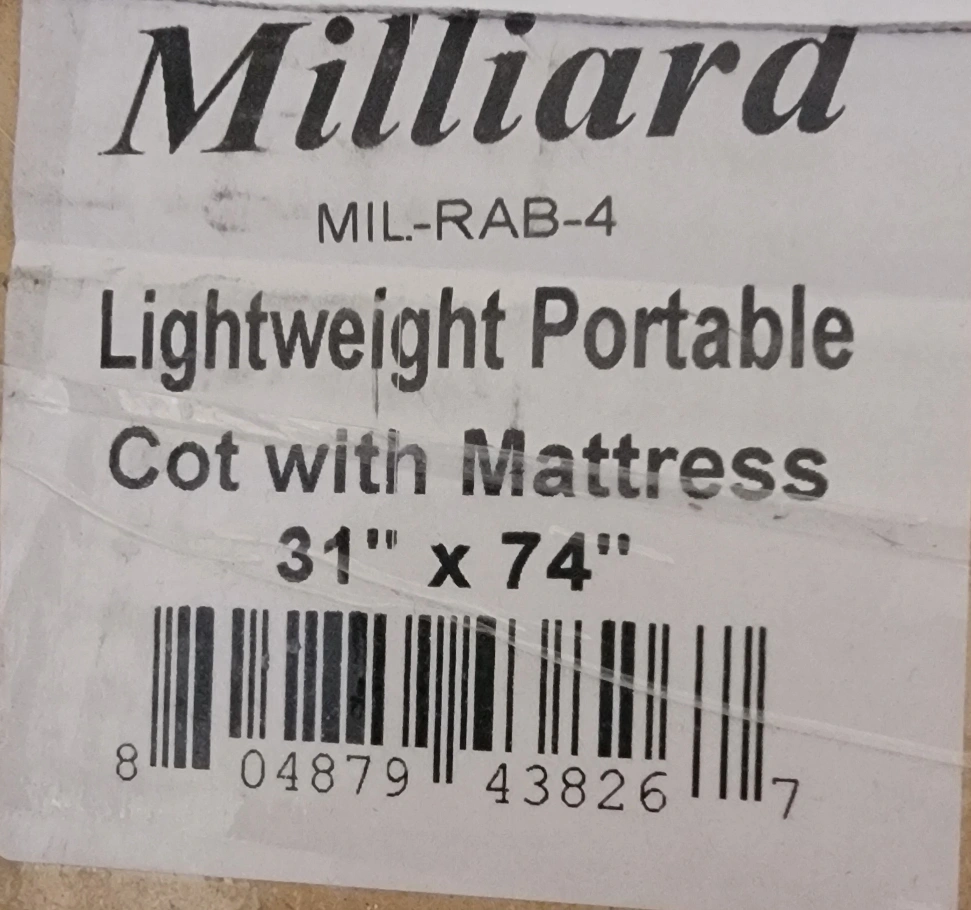 Milliard
MIL-RAB-4
Lightweight Portable
Cot with Mattress
31" x 74"
8 04879 43826 7